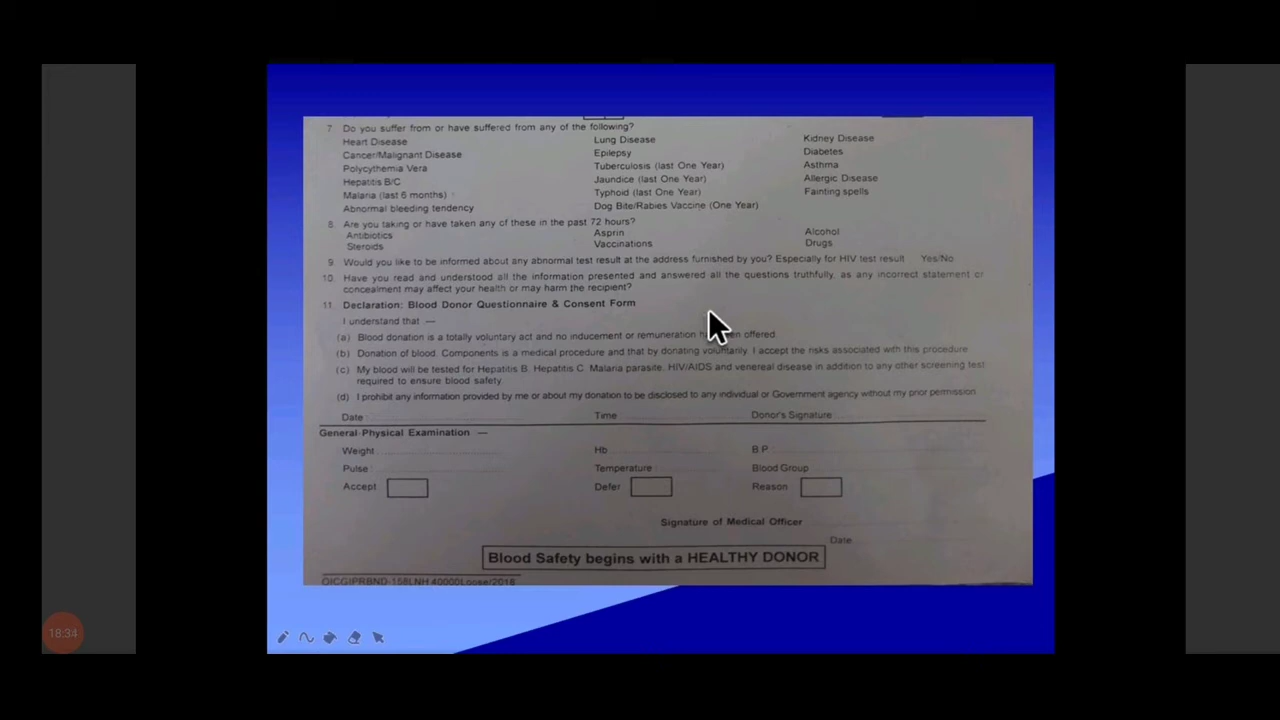 7 Do you suffer from or have suffered from any of the following?
Heart Disease Lung Disease Kidney Disease
Cancer/Malignant Disease Epilepsy Diabetes
Polycythemia Vera Tuberculosis (last One Year) Asthma
Hepatitis B/C Jaundice (last One Year) Allergic Disease
Malaria (last 6 months) Typhoid (last One Year) Fainting spells
Abnormal bleeding tendency Dog Bite/Rabies Vaccine (One Year)
8 Are you taking or have taken any of these in the past 72 hours?
Antibiotics Asprin Alcohol
Steroids Vaccinations Drugs
9 Would you like to be informed about any abnormal test result at the address furnished by you? Especially for HIV test result Yes/No
10. Have you read and understood all the information presented and answered all the questions truthfully, as any incorrect statement or
concealment may affect your health or may harm the recipient?
11. Declaration: Blood Donor Questionnaire & Consent Form
I understand that —
(a) Blood donation is a totally voluntary act and no inducement or remuneration offered
(b) Donation of blood. Components is a medical procedure and that by donating voluntarily. I accept the risks associated with this procedure
(c) My blood will be tested for Hepatitis B. Hepatitis C. Malaria parasite. HIV/AIDS and venereal disease in addition to any other screening test
required to ensure blood safety
(d) I prohibit any information provided by me or about my donation to be disclosed to any individual or Government agency without my prior permission
Date Time Donor's Signature
General Physical Examination —
Weight Hb B.P
Pulse Temperature Blood Group
Accept Defer Reason
Signature of Medical Officer
Date
Blood Safety begins with a HEALTHY DONOR
40000Loose/2018
18:34